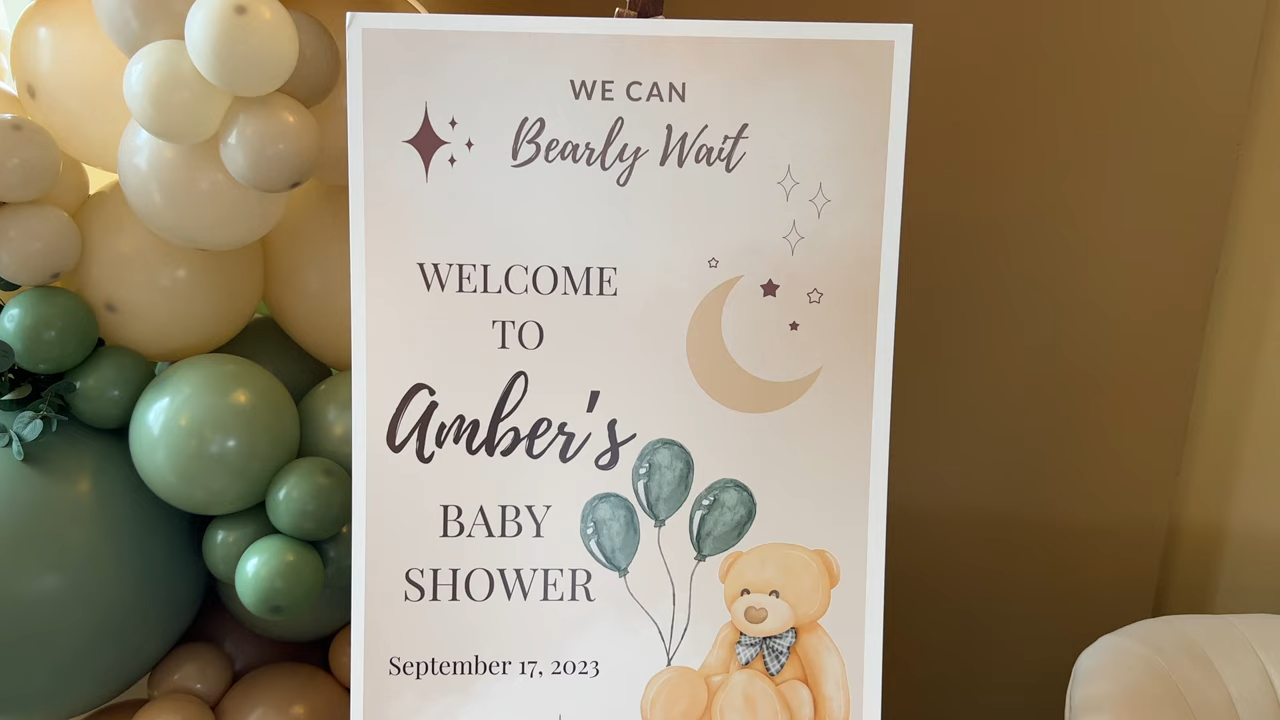 WE CAN
Bearly Wait
WELCOME
TO
Amber's
BABY
SHOWER
September 17, 2023